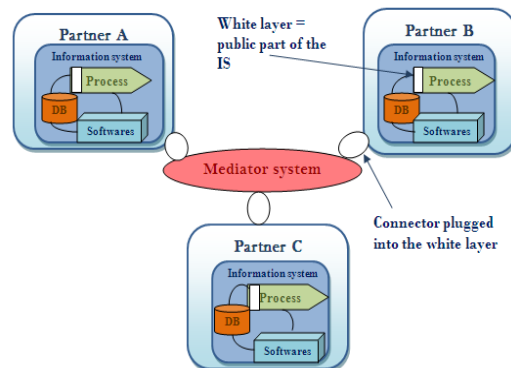 Partner A
Information system
Process
DB
Softwares
White layer =
public part of the
IS
Partner B
Information system
Process
DB
Softwares
Mediator system
Connector plugged
into the white layer
Partner C
Information system
Process
DB
Softwares